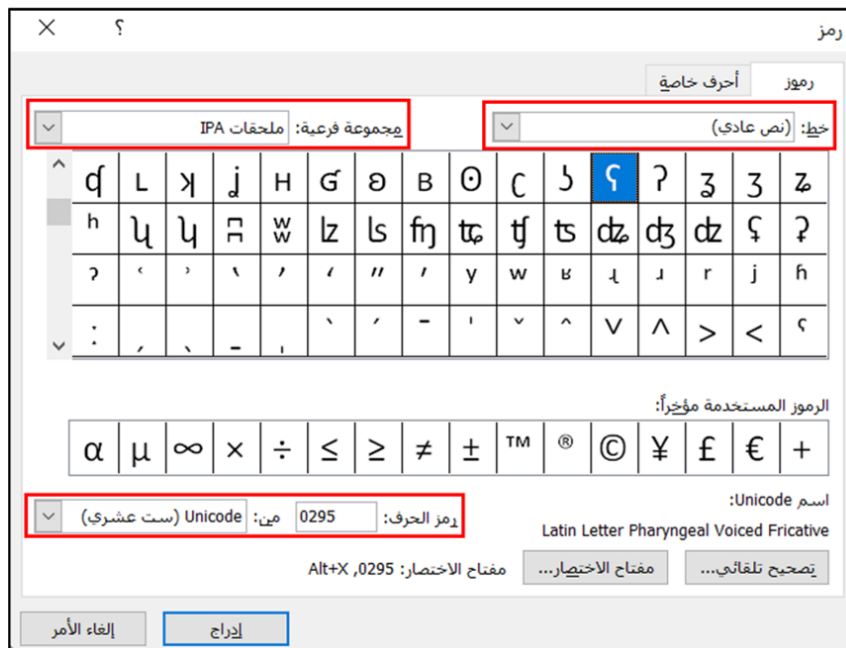 رمز ؟ ×
رموز أحرف خاصة
خط: (نص عادي) مجموعة فرعية: ملحقات IPA
ʑ ʒ ʓ ʔ ʕ ʖ ʗ ʘ ʙ ʚ ʛ ʜ ʝ ʞ ʟ ʠ
ʡ ʢ ʣ ʤ ʥ ʦ ʧ ʨ ʩ ʪ ʫ ʬ ʭ ʮ ʯ ʰ
ʱ ʲ ʳ ʴ ʵ ʶ ʷ ʸ ʹ ʺ ʻ ʼ ʽ ʾ ʿ ˀ
ˁ ˂ ˃ ˄ ˅ ˆ ˇ ˈ ˉ ˊ ˋ ˌ ˍ ˎ ˏ ː
الرموز المستخدمة مؤخراً:
+ € £ ¥ © ® ™ ± ≠ ≥ ≤ ÷ × ∞ µ α
اسم Unicode:
Latin Letter Pharyngeal Voiced Fricative
رمز الحرف: 0295 من: Unicode (ست عشري)
تصحيح تلقائي... مفتاح الاختصار... مفتاح الاختصار: 0295, Alt+X
إدراج إلغاء الأمر